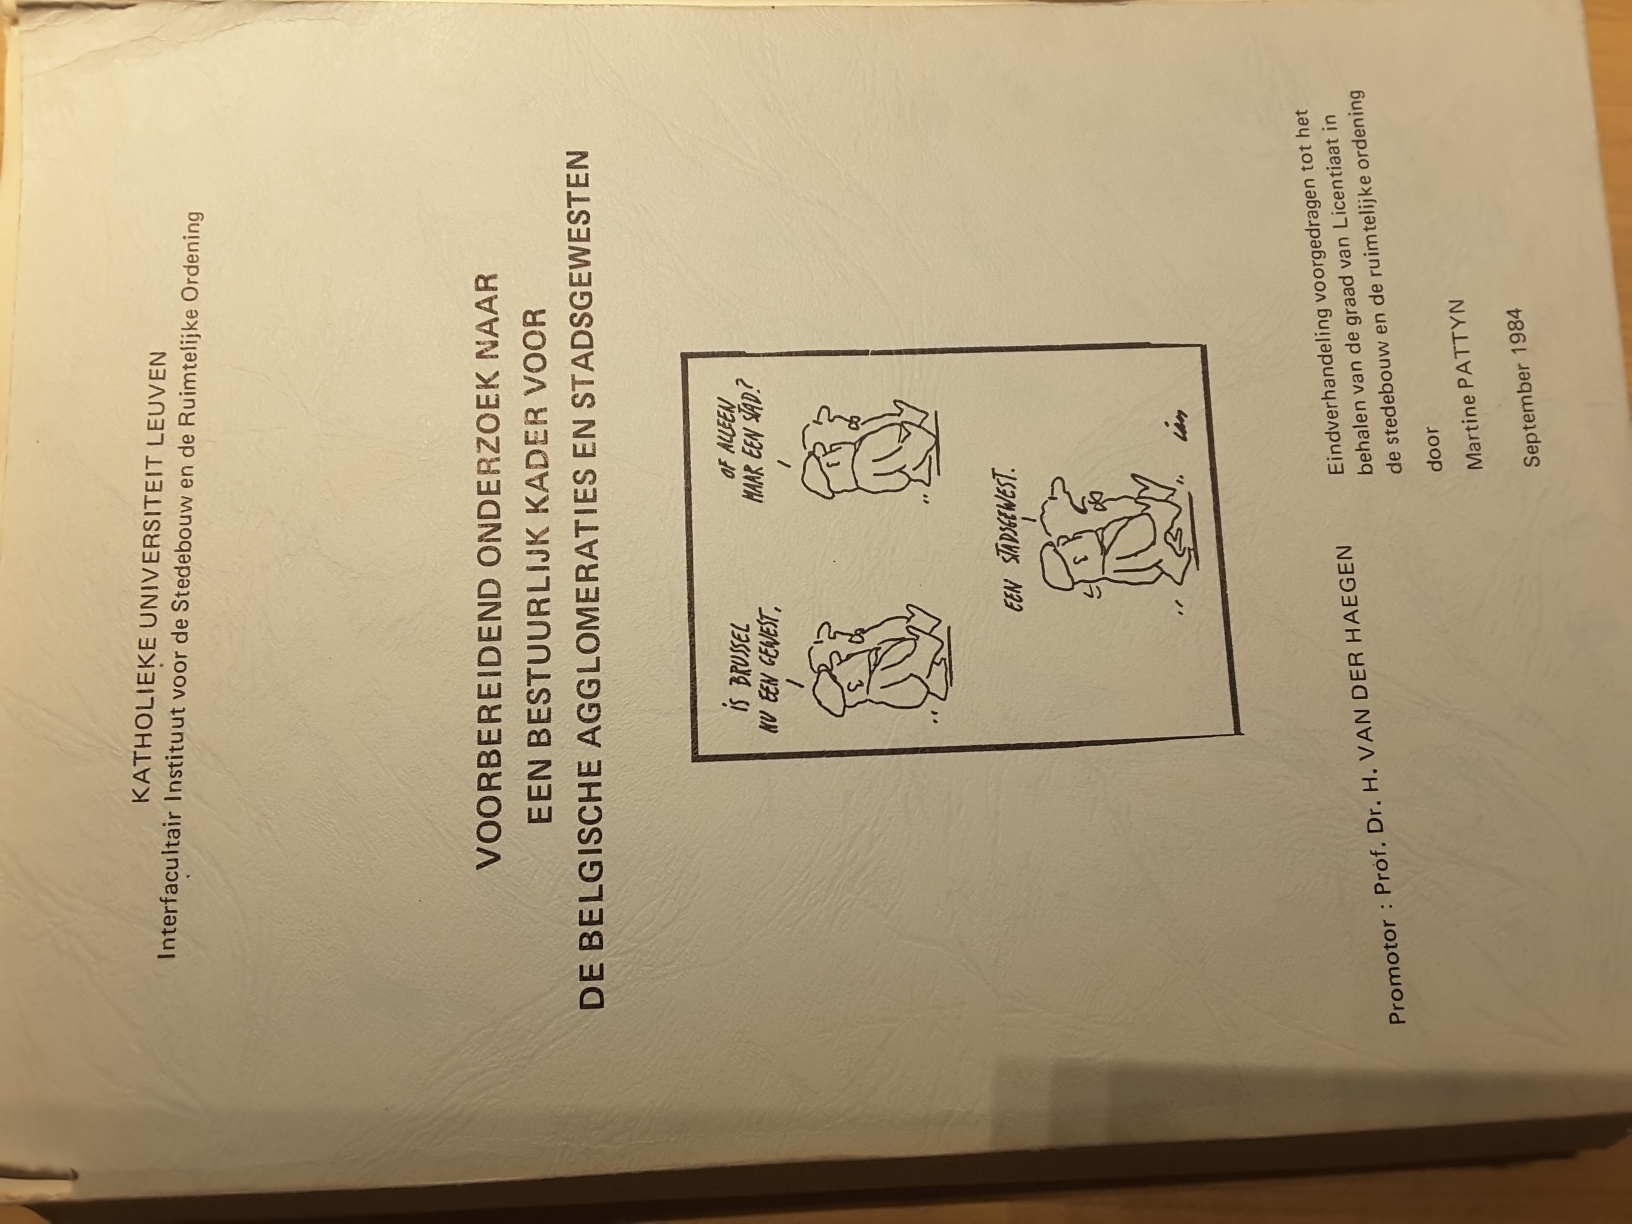 KATHOLIEKE UNIVERSITEIT LEUVEN
Interfacultair Instituut voor de Stedebouw en de Ruimtelijke Ordening
VOORBEREIDEND ONDERZOEK NAAR
EEN BESTUURLIJK KADER VOOR
DE BELGISCHE AGGLOMERATIES EN STADSGEWESTEN
IS BRUSSEL
NU EEN GEWEST,
OF ALLEEN
MAAR EEN STAD?
EEN STADSGEWEST.
Eindverhandeling voorgedragen tot het
behalen van de graad van Licentiaat in
de stedebouw en de ruimtelijke ordening
door
Martine PATTYN
September 1984
Promotor : Prof. Dr. H. VAN DER HAEGEN